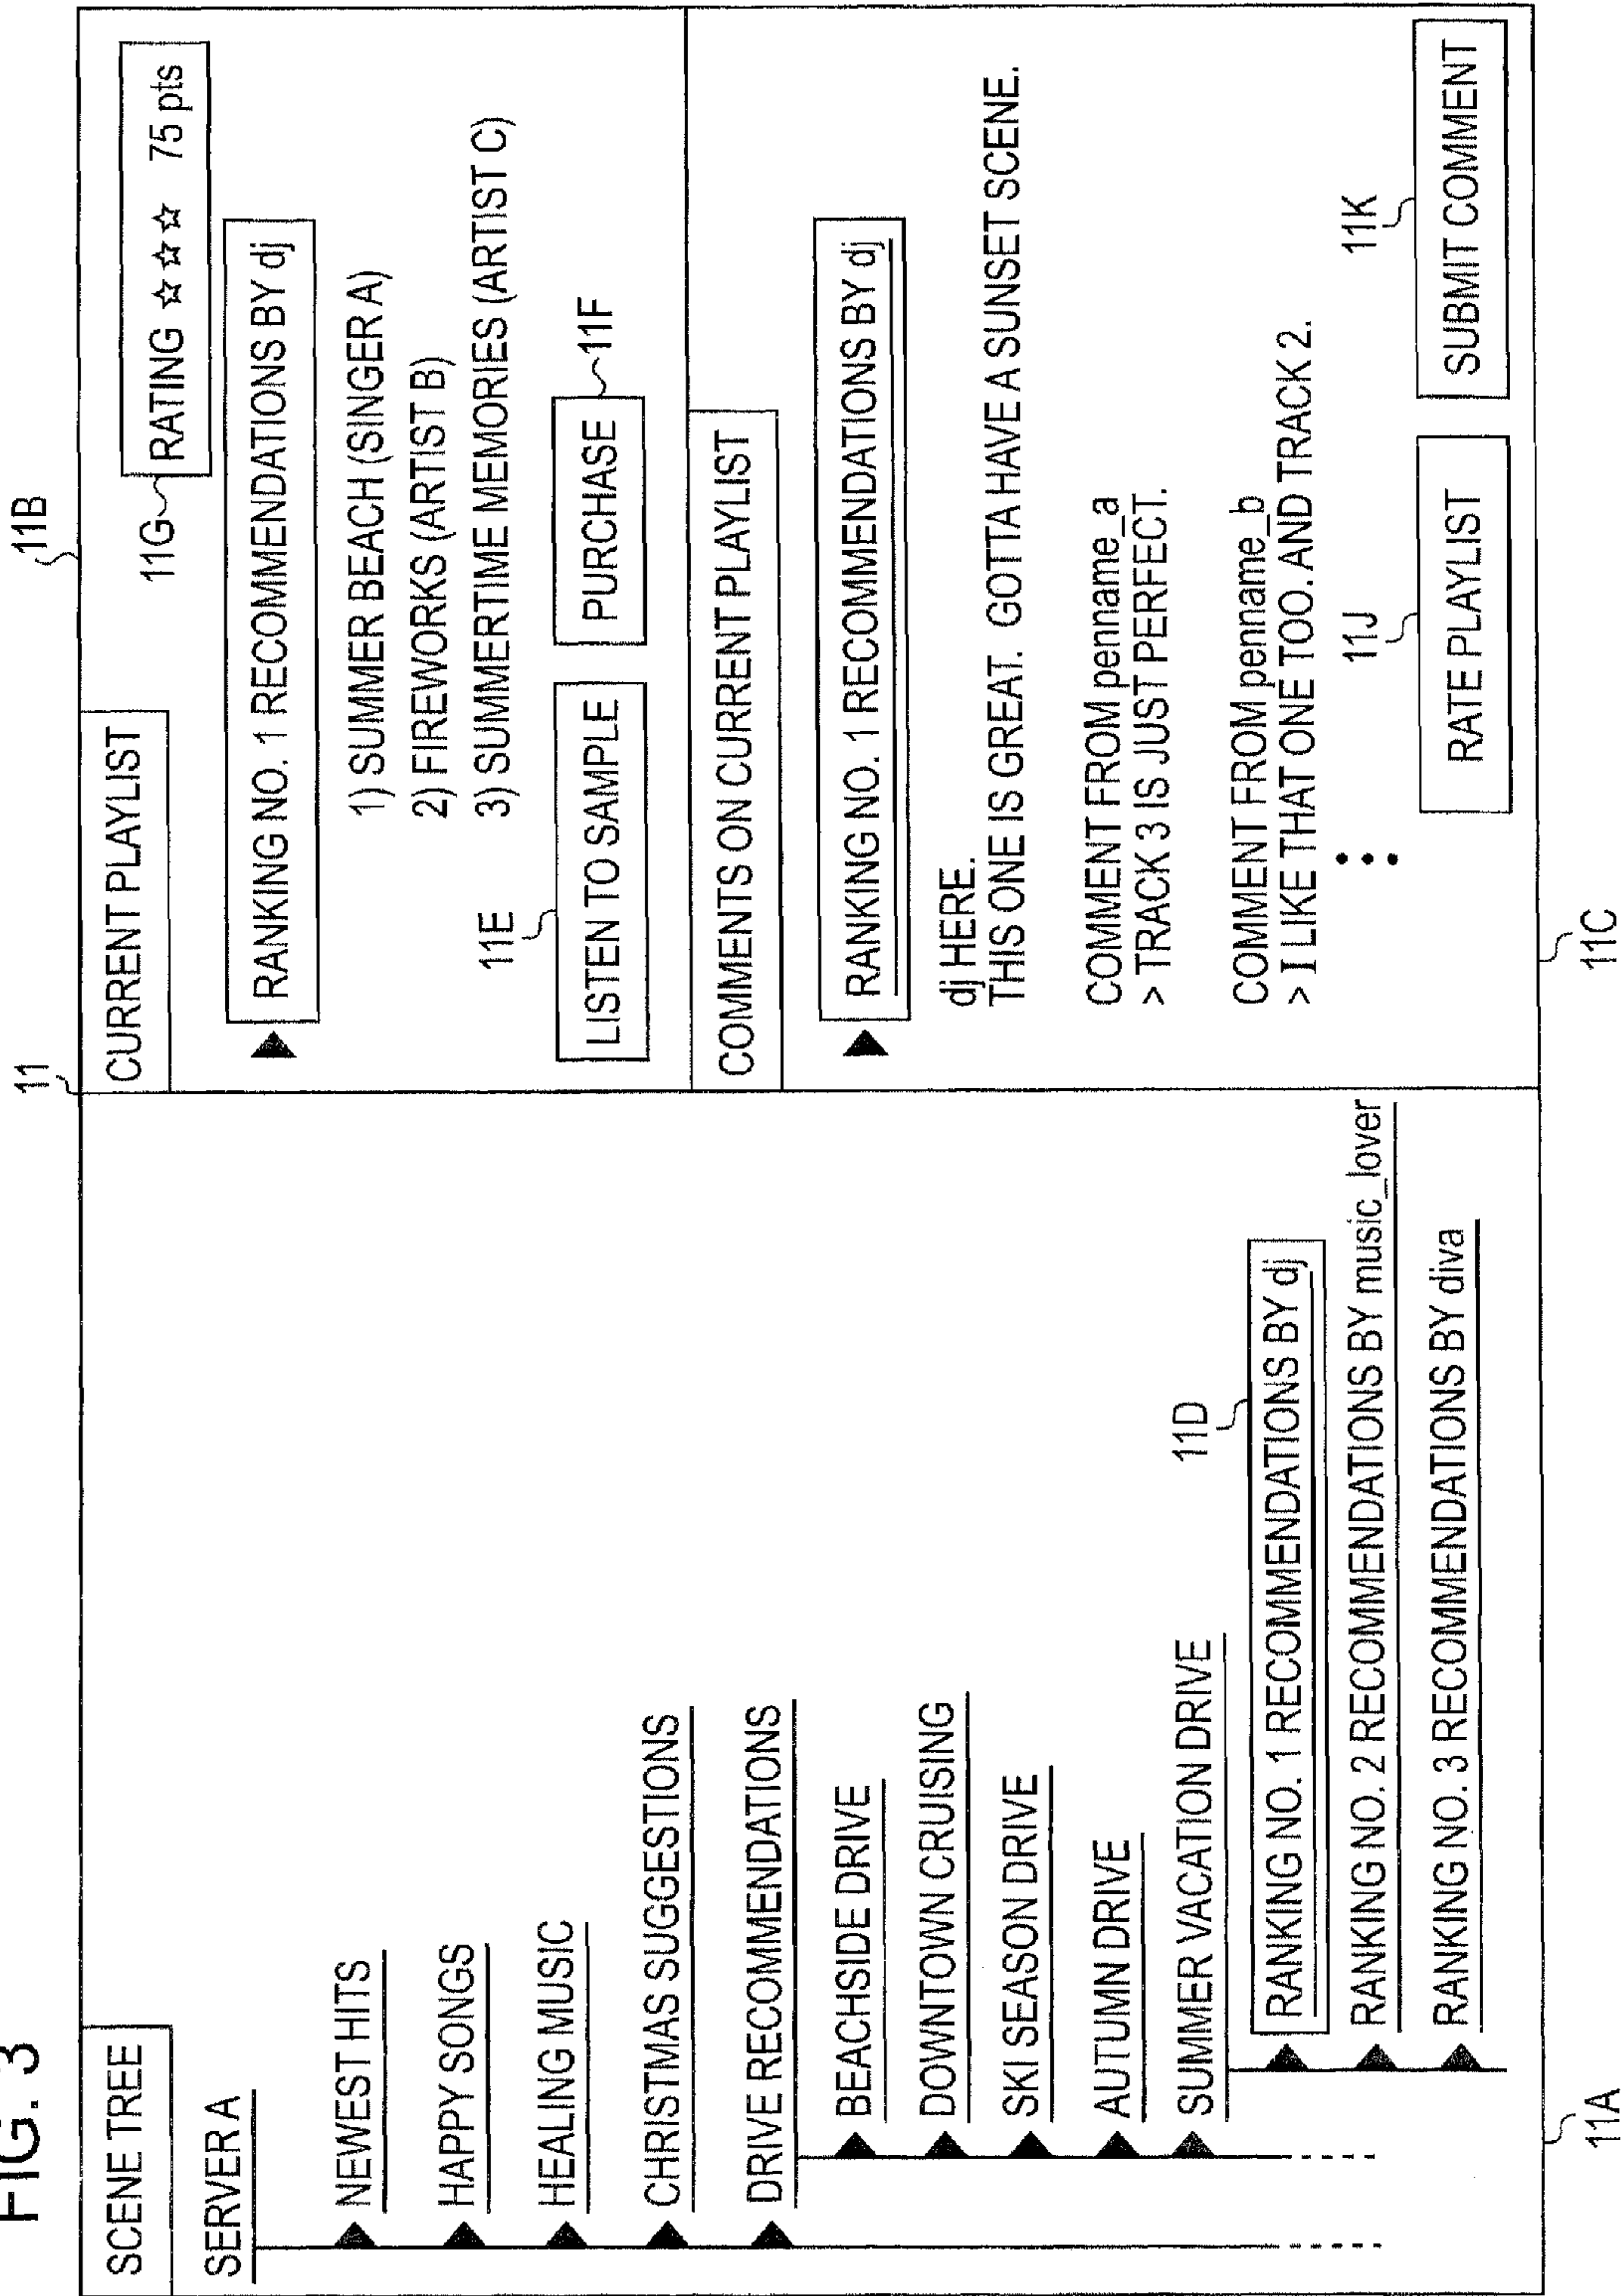 FIG. 3
11
11B
SCENE TREE
SERVER A
NEWEST HITS
HAPPY SONGS
HEALING MUSIC
CHRISTMAS SUGGESTIONS
DRIVE RECOMMENDATIONS
BEACHSIDE DRIVE
DOWNTOWN CRUISING
SKI SEASON DRIVE
AUTUMN DRIVE
SUMMER VACATION DRIVE
11D
RANKING NO. 1 RECOMMENDATIONS BY dj
RANKING NO. 2 RECOMMENDATIONS BY music_lover
RANKING NO. 3 RECOMMENDATIONS BY diva
11A
CURRENT PLAYLIST
11G
RATING ☆☆☆ 75 pts
RANKING NO. 1 RECOMMENDATIONS BY dj
1) SUMMER BEACH (SINGER A)
2) FIREWORKS (ARTIST B)
3) SUMMERTIME MEMORIES (ARTIST C)
11E
LISTEN TO SAMPLE
PURCHASE
11F
COMMENTS ON CURRENT PLAYLIST
RANKING NO. 1 RECOMMENDATIONS BY dj
dj HERE.
THIS ONE IS GREAT. GOTTA HAVE A SUNSET SCENE.
COMMENT FROM penname_a
> TRACK 3 IS JUST PERFECT.
COMMENT FROM penname_b
> I LIKE THAT ONE TOO. AND TRACK 2.
11J
11K
RATE PLAYLIST
SUBMIT COMMENT
11C